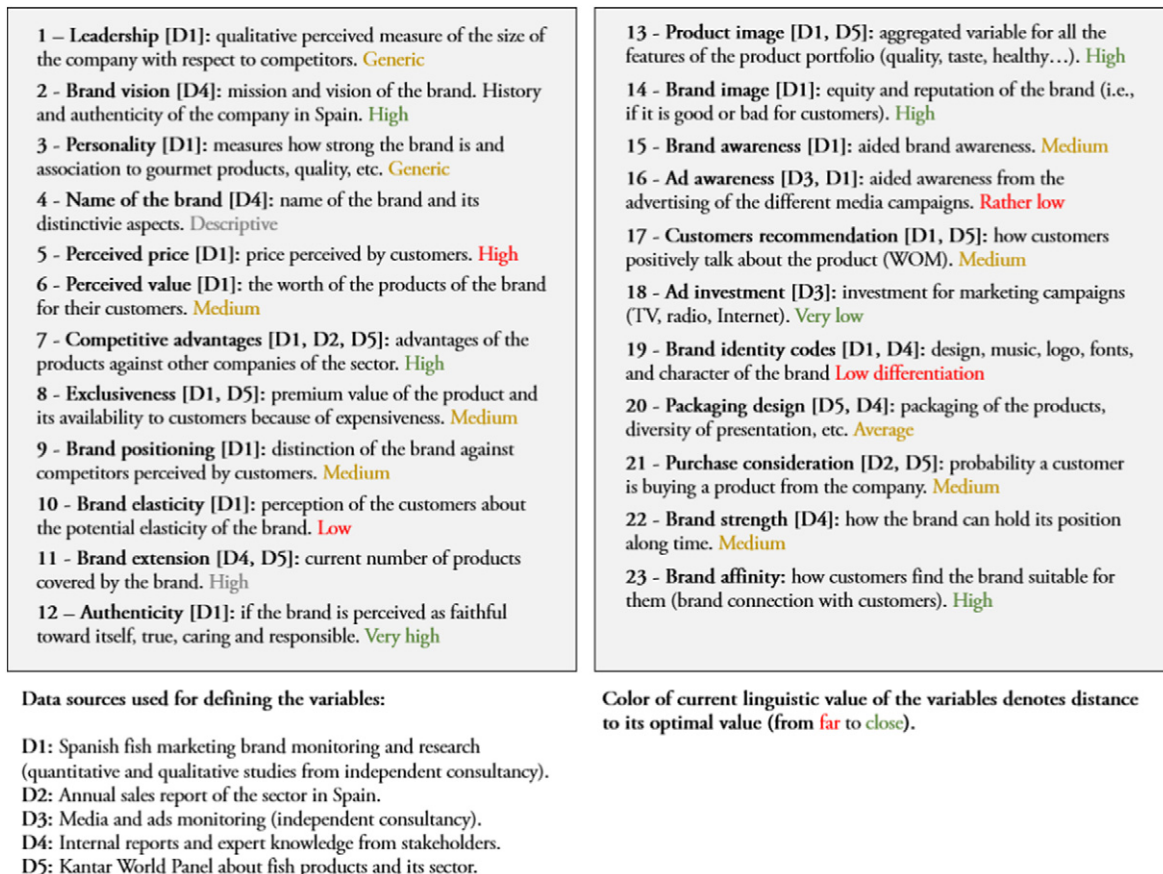 1 – Leadership [D1]: qualitative perceived measure of the size of
the company with respect to competitors. Generic
2 - Brand vision [D4]: mission and vision of the brand. History
and authenticity of the company in Spain. High
3 - Personality [D1]: measures how strong the brand is and
association to gourmet products, quality, etc. Generic
4 - Name of the brand [D4]: name of the brand and its
distinctivie aspects. Descriptive
5 - Perceived price [D1]: price perceived by customers. High
6 - Perceived value [D1]: the worth of the products of the brand
for their customers. Medium
7 - Competitive advantages [D1, D2, D5]: advantages of the
products against other companies of the sector. High
8 - Exclusiveness [D1, D5]: premium value of the product and
its availability to customers because of expensiveness. Medium
9 - Brand positioning [D1]: distinction of the brand against
competitors perceived by customers. Medium
10 - Brand elasticity [D1]: perception of the customers about
the potential elasticity of the brand. Low
11 - Brand extension [D4, D5]: current number of products
covered by the brand. High
12 – Authenticity [D1]: if the brand is perceived as faithful
toward itself, true, caring and responsible. Very high
13 - Product image [D1, D5]: aggregated variable for all the
features of the product portfolio (quality, taste, healthy…). High
14 - Brand image [D1]: equity and reputation of the brand (i.e.,
if it is good or bad for customers). High
15 - Brand awareness [D1]: aided brand awareness. Medium
16 - Ad awareness [D3, D1]: aided awareness from the
advertising of the different media campaigns. Rather low
17 - Customers recommendation [D1, D5]: how customers
positively talk about the product (WOM). Medium
18 - Ad investment [D3]: investment for marketing campaigns
(TV, radio, Internet). Very low
19 - Brand identity codes [D1, D4]: design, music, logo, fonts,
and character of the brand Low differentiation
20 - Packaging design [D5, D4]: packaging of the products,
diversity of presentation, etc. Average
21 - Purchase consideration [D2, D5]: probability a customer
is buying a product from the company. Medium
22 - Brand strength [D4]: how the brand can hold its position
along time. Medium
23 - Brand affinity: how customers find the brand suitable for
them (brand connection with customers). High
Data sources used for defining the variables:
D1: Spanish fish marketing brand monitoring and research
(quantitative and qualitative studies from independent consultancy).
D2: Annual sales report of the sector in Spain.
D3: Media and ads monitoring (independent consultancy).
D4: Internal reports and expert knowledge from stakeholders.
D5: Kantar World Panel about fish products and its sector.
Color of current linguistic value of the variables denotes distance
to its optimal value (from far to close).